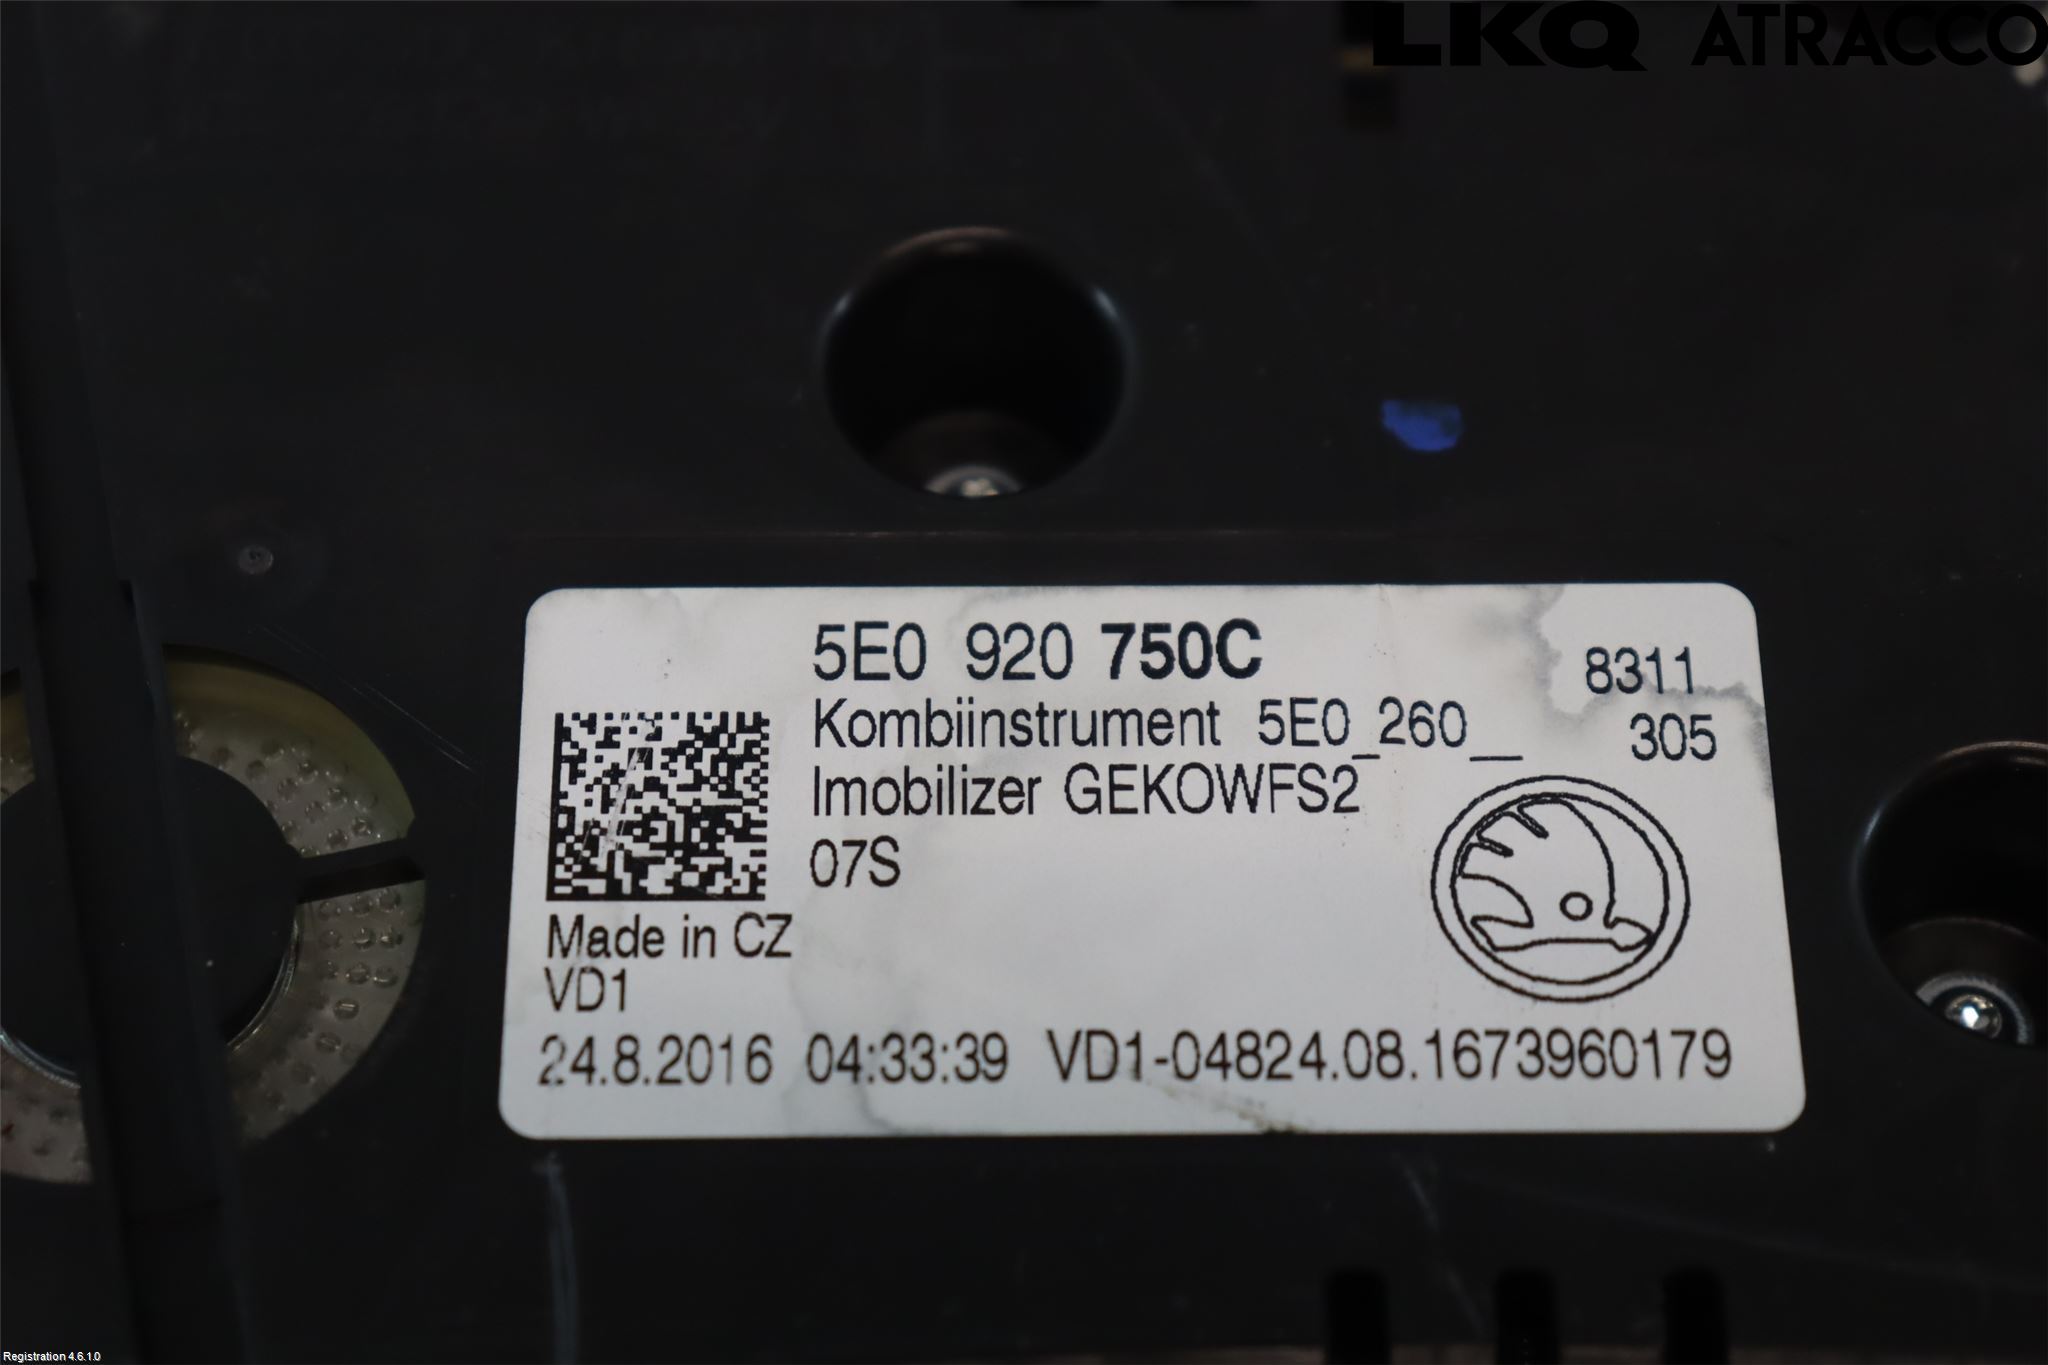 LKQ ATRACCO
5E0 920 750C
8311
Kombiinstrument 5E0_260__
305
Imobilizer GEKOWFS2
07S
Made in CZ
VD1
24.8.2016 04:33:39 VD1-04824.08.1673960179
Registration 4.6.1.0